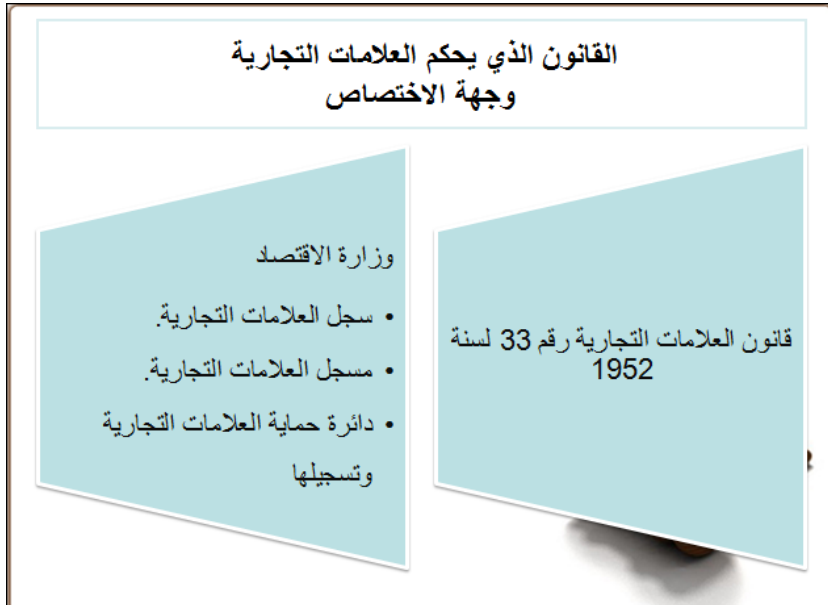 القانون الذي يحكم العلامات التجارية
وجهة الاختصاص
قانون العلامات التجارية رقم 33 لسنة
1952
وزارة الاقتصاد
• سجل العلامات التجارية.
• مسجل العلامات التجارية.
• دائرة حماية العلامات التجارية
وتسجيلها